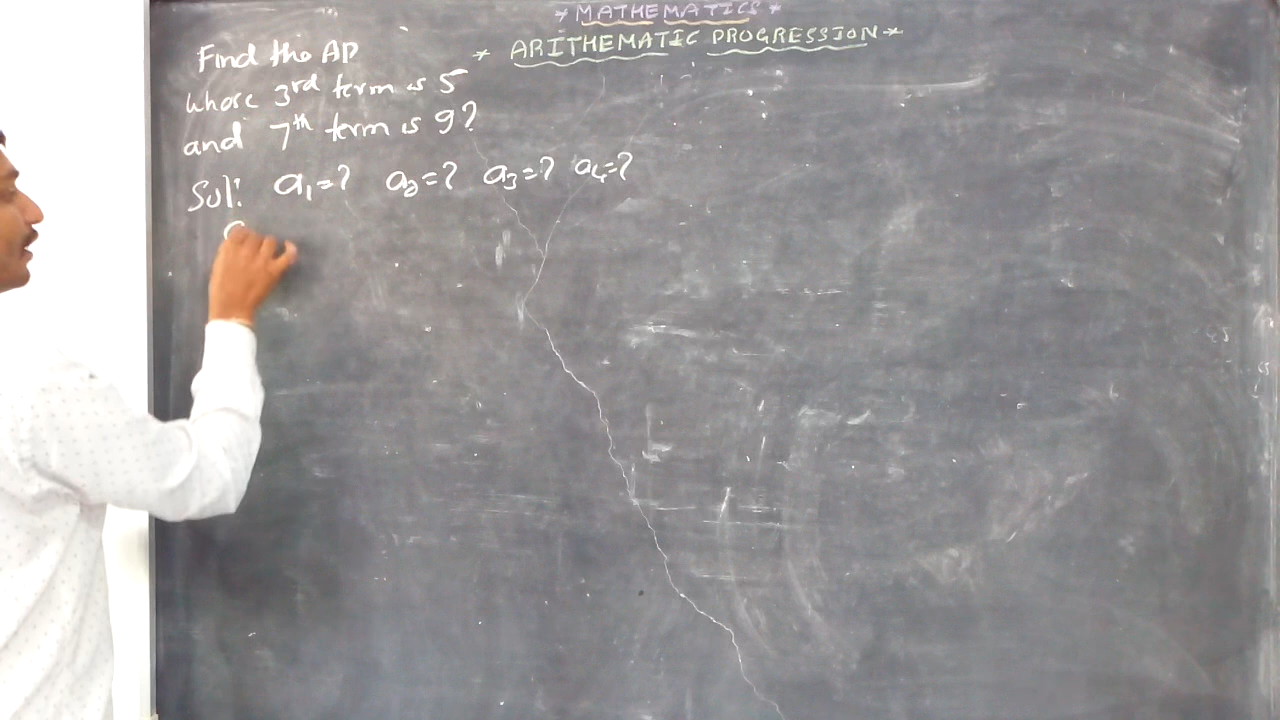 * MATHEMATICS *
* ARITHEMATIC PROGRESSION *
Find the AP
whose 3rd term is 5
and 7th term is 9?
Sol: a1=? a2=? a3=? a4=?